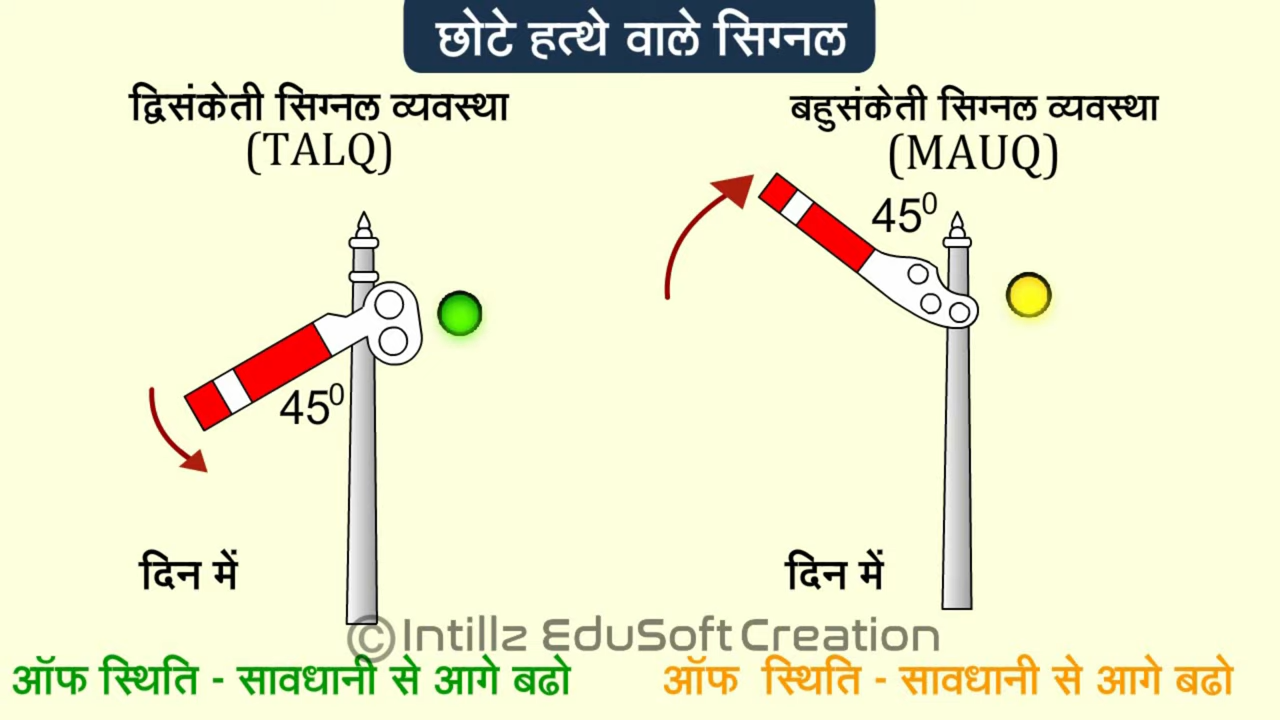 छोटे हत्थे वाले सिग्नल
द्विसंकेती सिग्नल व्यवस्था
(TALQ)
45⁰
दिन में
ऑफ स्थिति - सावधानी से आगे बढो
बहुसंकेती सिग्नल व्यवस्था
(MAUQ)
45⁰
दिन में
ऑफ स्थिति - सावधानी से आगे बढो
© Intillz EduSoft Creation